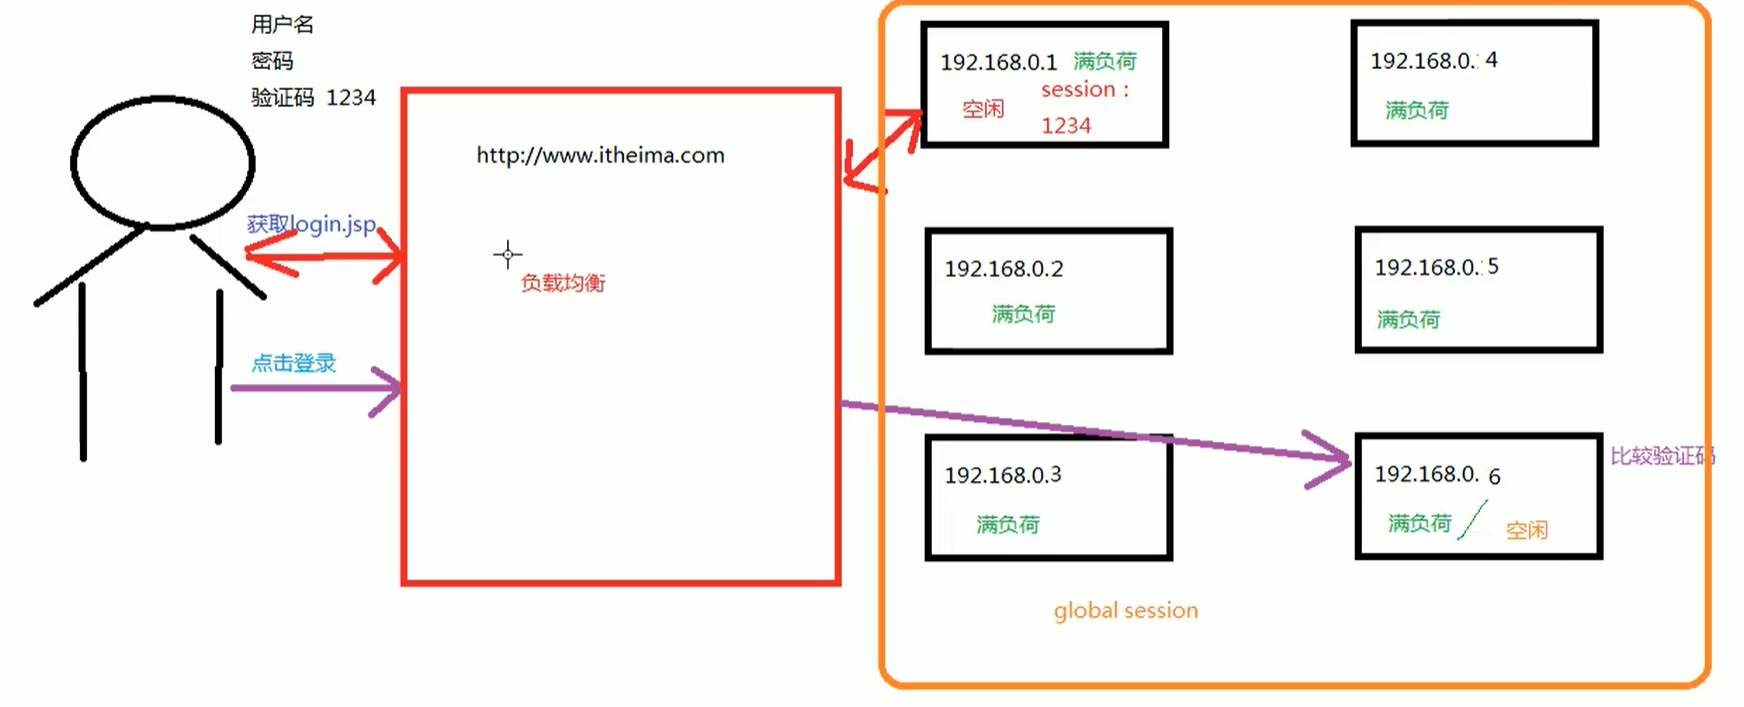 用户名
密码
验证码 1234
获取login.jsp
点击登录
http://www.itheima.com
负载均衡
192.168.0.1 满负荷
空闲
session：
1234
192.168.0.4
满负荷
192.168.0.2
满负荷
192.168.0.5
满负荷
192.168.0.3
满负荷
192.168.0.6
满负荷
空闲
比较验证码
global session